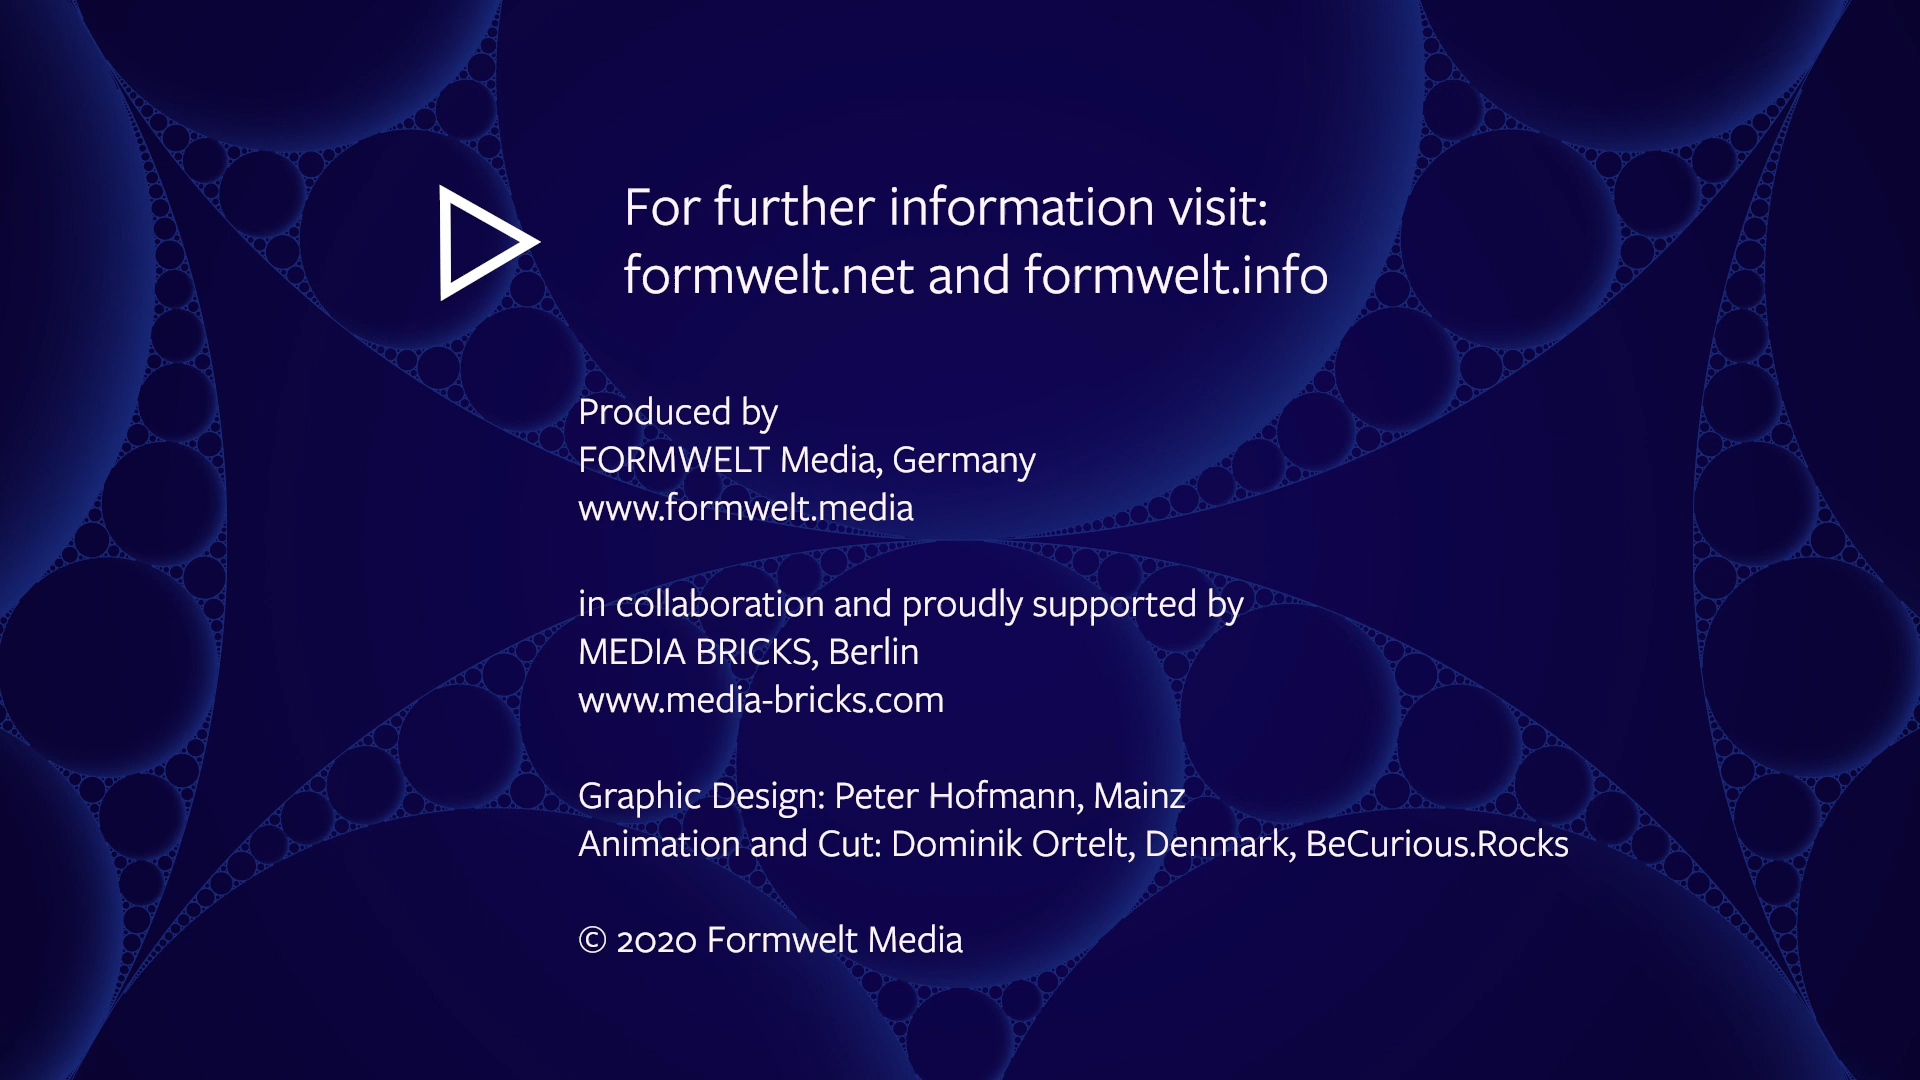 For further information visit:
formwelt.net and formwelt.info
Produced by
FORMWELT Media, Germany
www.formwelt.media
in collaboration and proudly supported by
MEDIA BRICKS, Berlin
www.media-bricks.com
Graphic Design: Peter Hofmann, Mainz
Animation and Cut: Dominik Ortelt, Denmark, BeCurious.Rocks
© 2020 Formwelt Media